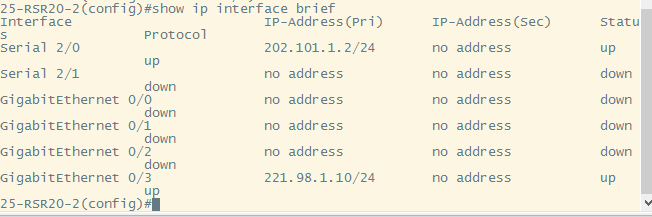 25-RSR20-2(config)#show ip interface brief
Interface IP-Address(Pri) IP-Address(Sec) Statu
s Protocol
Serial 2/0 202.101.1.2/24 no address up
up
Serial 2/1 no address no address down
down
GigabitEthernet 0/0 no address no address down
down
GigabitEthernet 0/1 no address no address down
down
GigabitEthernet 0/2 no address no address down
down
GigabitEthernet 0/3 221.98.1.10/24 no address up
up
25-RSR20-2(config)#